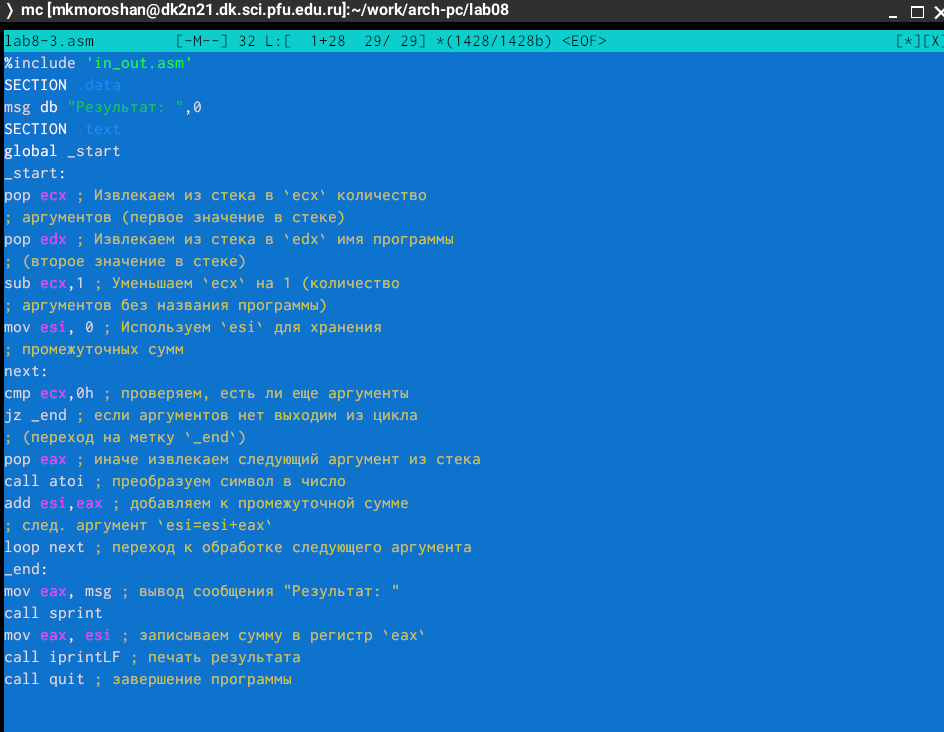 ❭ mc [mkmoroshan@dk2n21.dk.sci.pfu.edu.ru]:~/work/arch-pc/lab08
lab8-3.asm [-M--] 32 L:[ 1+28 29/ 29] *(1428/1428b) <EOF> [*][X]
%include 'in_out.asm'
SECTION .data
msg db "Результат: ",0
SECTION .text
global _start
_start:
pop ecx ; Извлекаем из стека в `ecx` количество
; аргументов (первое значение в стеке)
pop edx ; Извлекаем из стека в `edx` имя программы
; (второе значение в стеке)
sub ecx,1 ; Уменьшаем `ecx` на 1 (количество
; аргументов без названия программы)
mov esi, 0 ; Используем `esi` для хранения
; промежуточных сумм
next:
cmp ecx,0h ; проверяем, есть ли еще аргументы
jz _end ; если аргументов нет выходим из цикла
; (переход на метку `_end`)
pop eax ; иначе извлекаем следующий аргумент из стека
call atoi ; преобразуем символ в число
add esi,eax ; добавляем к промежуточной сумме
; след. аргумент `esi=esi+eax`
loop next ; переход к обработке следующего аргумента
_end:
mov eax, msg ; вывод сообщения "Результат: "
call sprint
mov eax, esi ; записываем сумму в регистр `eax`
call iprintLF ; печать результата
call quit ; завершение программы